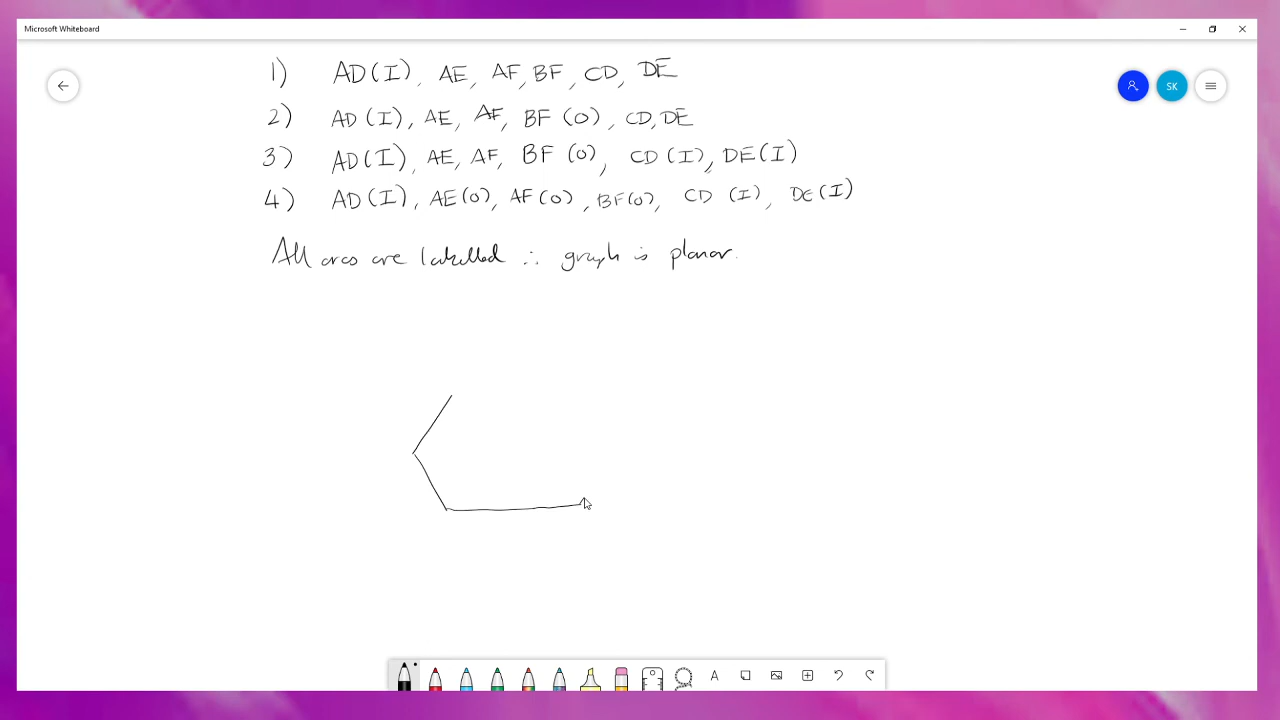 Microsoft Whiteboard
SK
1) AD(I), AE, AF, BF, CD, DE
2) AD (I), AE, AF, BF (O), CD, DE
3) AD(I), AE, AF, BF (O), CD (I), DE(I)
4) AD(I), AE(O), AF(O), BF(O), CD (I), DE(I)
All arcs are labelled ∴ graph is planar.
A